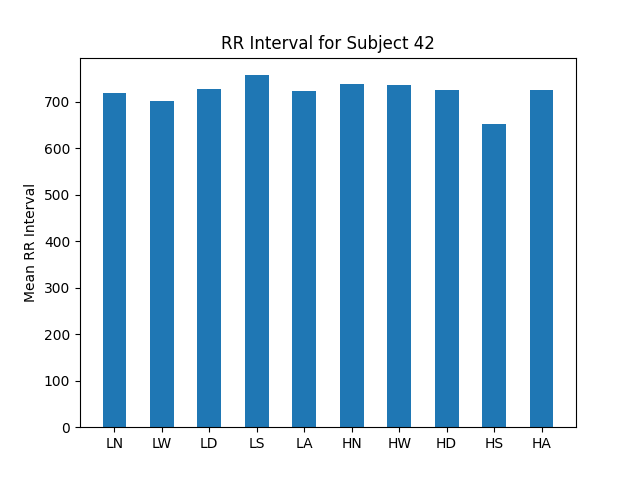 RR Interval for Subject 42
Mean RR Interval
700
600
500
400
300
200
100
0
LN LW LD LS LA HN HW HD HS HA